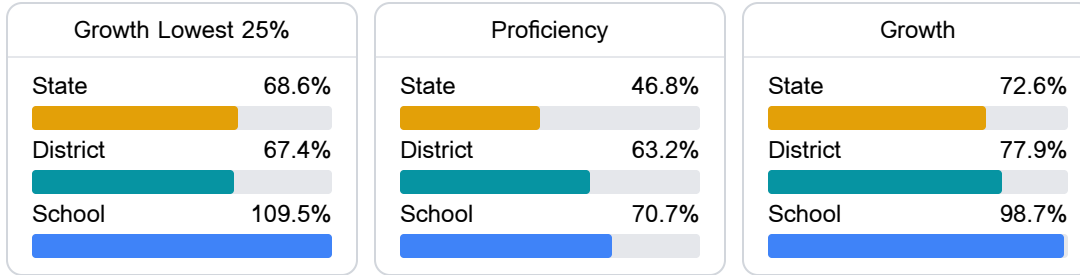 Growth Lowest 25%
State 68.6%
District 67.4%
School 109.5%
Proficiency
State 46.8%
District 63.2%
School 70.7%
Growth
State 72.6%
District 77.9%
School 98.7%